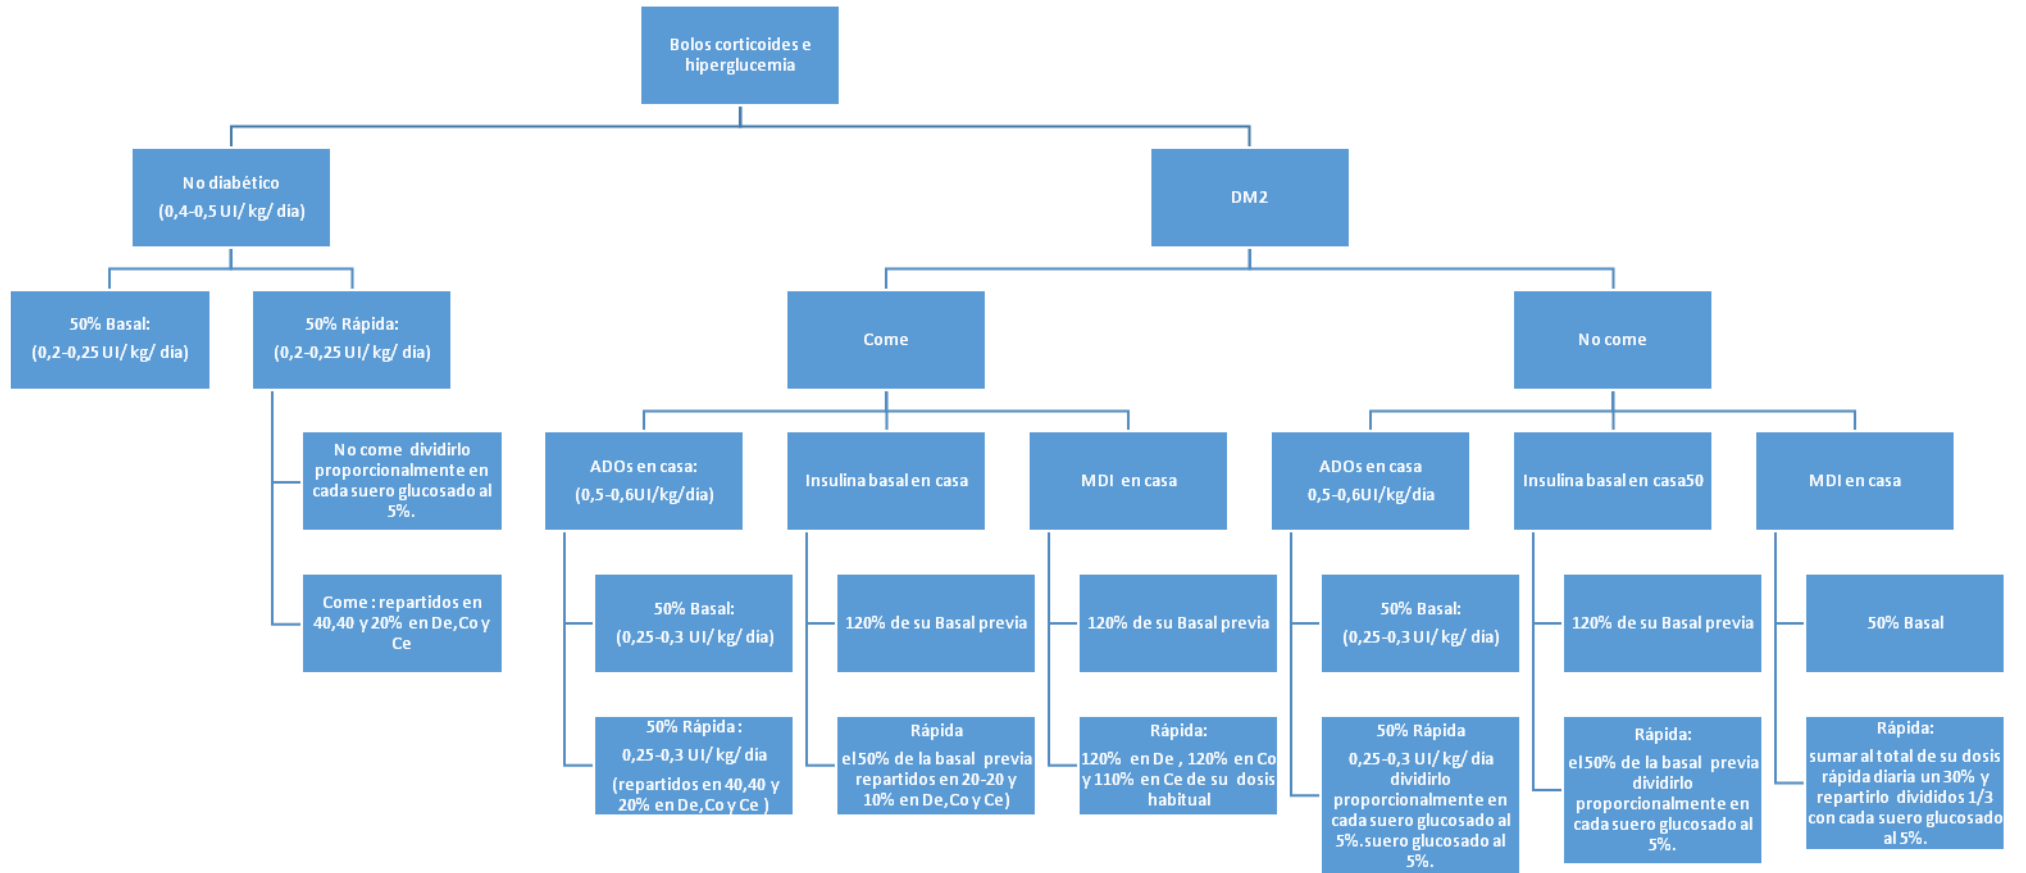 Bolos corticoides e
hiperglucemia
No diabético
(0,4-0,5 UI/ kg/ dia)
DM2
50% Basal:
(0,2-0,25 UI/ kg/ dia)
50% Rápida:
(0,2-0,25 UI/ kg/ dia)
Come
No come
No come dividirlo
proporcionalmente en
cada suero glucosado al
5%.
Come : repartidos en
40,40 y 20% en De,Co y
Ce
ADOs en casa:
(0,5-0,6UI/kg/dia)
Insulina basal en casa
MDI en casa
ADOs en casa
0,5-0,6UI/kg/dia
Insulina basal en casa50
MDI en casa
50% Basal:
(0,25-0,3 UI/ kg/ dia)
120% de su Basal previa
120% de su Basal previa
50% Basal:
(0,25-0,3 UI/ kg/ dia)
120% de su Basal previa
50% Basal
50% Rápida :
0,25-0,3 UI/ kg/ dia
(repartidos en 40,40 y
20% en De,Co y Ce )
Rápida
el 50% de la basal previa
repartidos en 20-20 y
10% en De,Co y Ce)
Rápida:
120% en De , 120% en Co
y 110% en Ce de su dosis
habitual
50% Rápida
0,25-0,3 UI/ kg/ dia
dividirlo
proporcionalmente en
cada suero glucosado al
5%.suero glucosado al
5%.
Rápida:
el 50% de la basal previa
dividirlo
proporcionalmente en
cada suero glucosado al
5%.
Rápida:
sumar al total de su dosis
rápida diaria un 30% y
repartirlo divididos 1/3
con cada suero glucosado
al 5%.